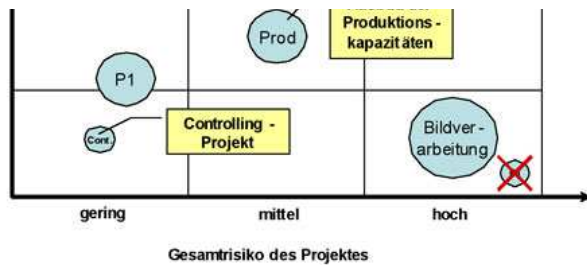 Prod
Produktions -
kapazitäten
P1
Cont.
Controlling -
Projekt
Bildver-
arbeitung
gering
mittel
hoch
Gesamtrisiko des Projektes